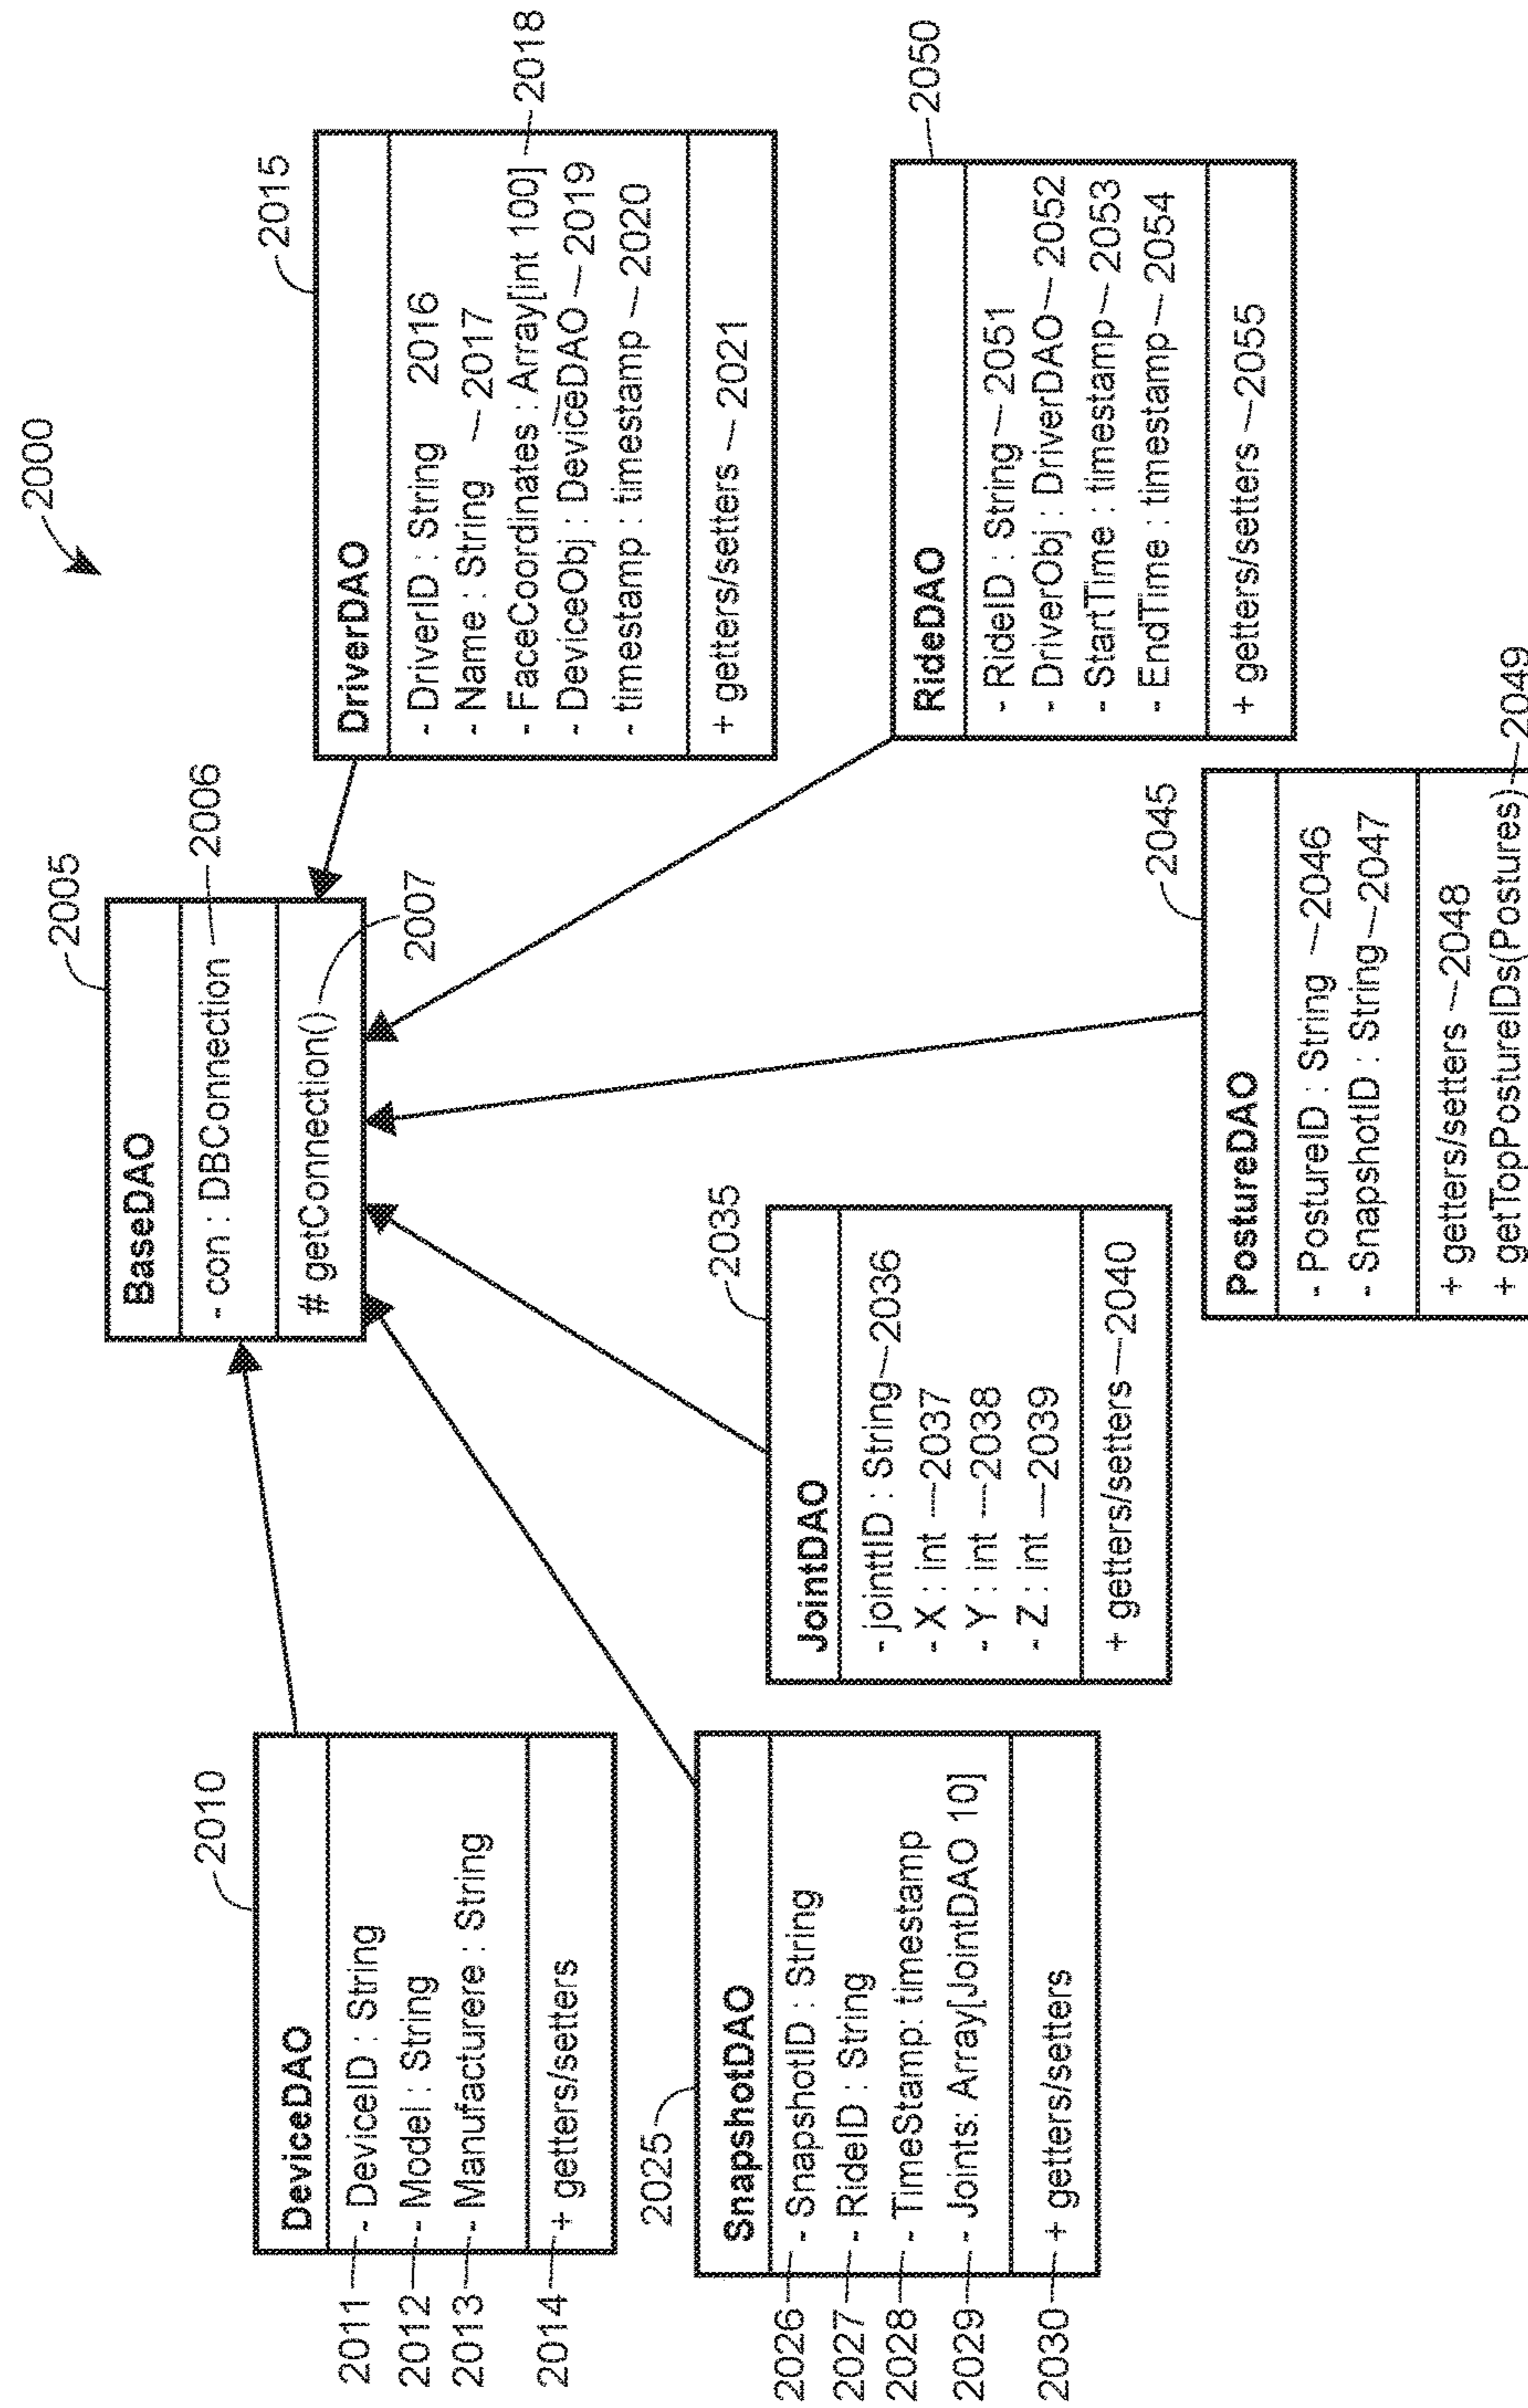 2000
2005
BaseDAO
- con : DBConnection 2006
# getConnection()
2007
2010
DeviceDAO
2011 - DeviceID : String
2012 - Model : String
2013 - Manufacturere : String
2014 + getters/setters
2015
DriverDAO
- DriverID : String 2016
- Name : String 2017
- FaceCoordinates : Array[int 100] 2018
- DeviceObj : DeviceDAO 2019
- timestamp : timestamp 2020
+ getters/setters 2021
2025
SnapshotDAO
2026 - SnapshotID : String
2027 - RideID : String
2028 - TimeStamp: timestamp
2029 - Joints: Array[JointDAO 10]
2030 + getters/setters
2035
JointDAO
- jointtID : String 2036
- X : int 2037
- Y : int 2038
- Z : int 2039
+ getters/setters 2040
2045
PostureDAO
- PostureID : String 2046
- SnapshotID : String 2047
+ getters/setters 2048
+ getTopPostureIDs(Postures) 2049
2050
RideDAO
- RideID : String 2051
- DriverObj : DriverDAO 2052
- StartTime : timestamp 2053
- EndTime : timestamp 2054
+ getters/setters 2055